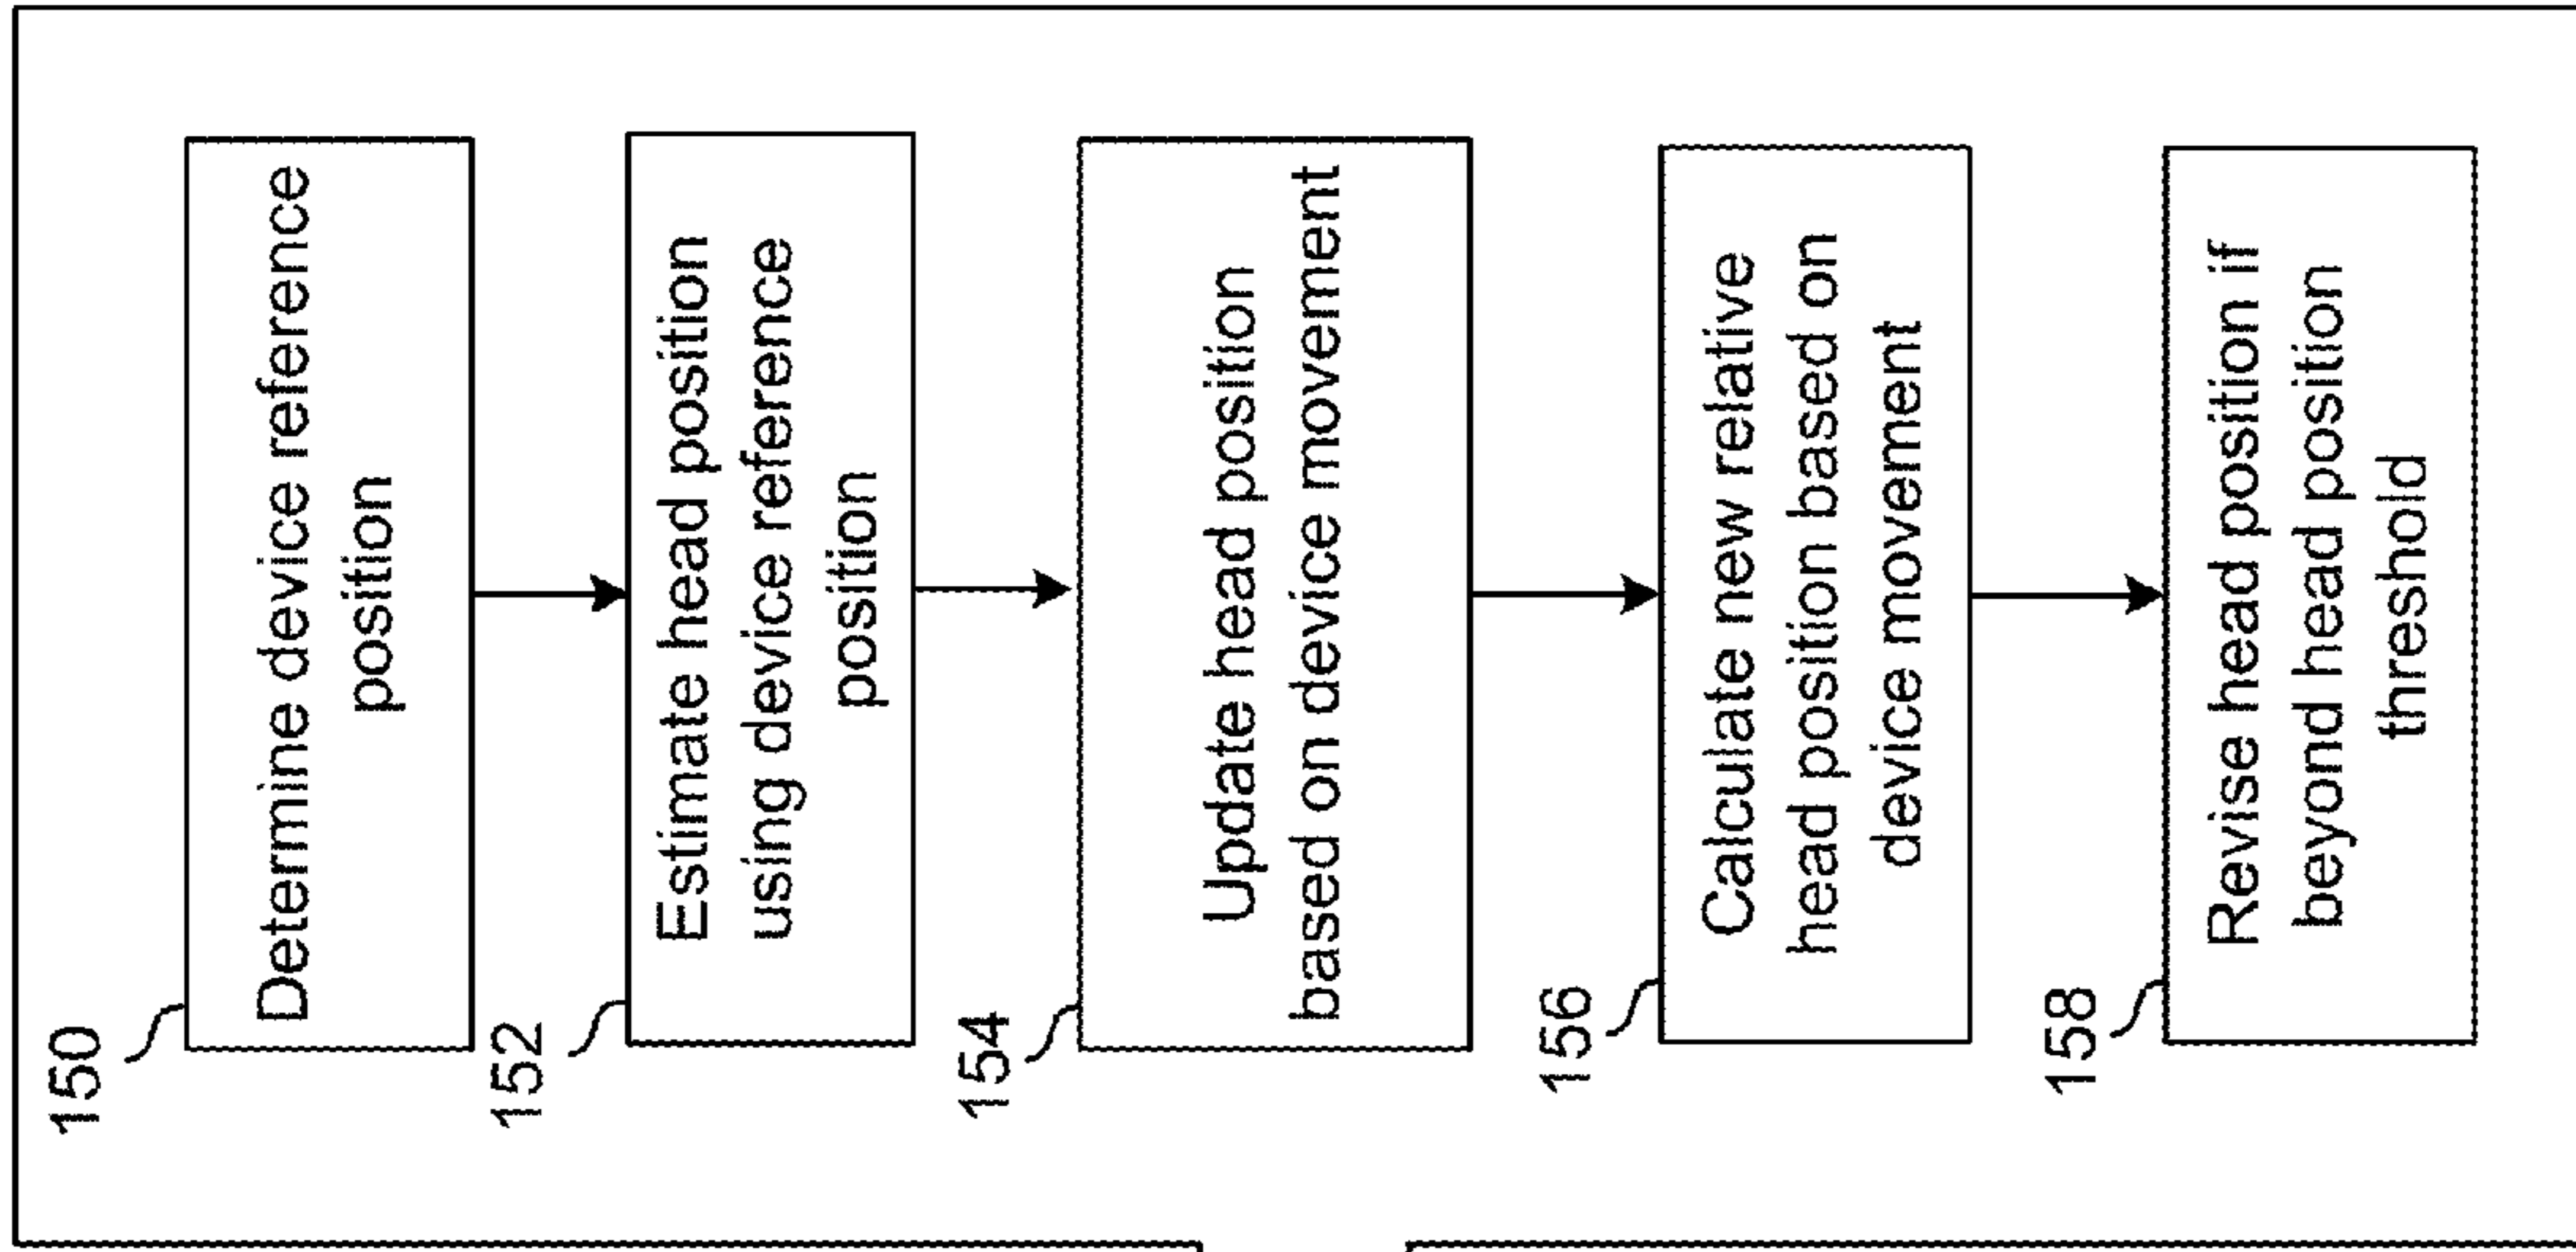 150
Determine device reference
position
152
Estimate head position
using device reference
position
154
Update head position
based on device movement
156
Calculate new relative
head position based on
device movement
158
Revise head position if
beyond head position
threshold